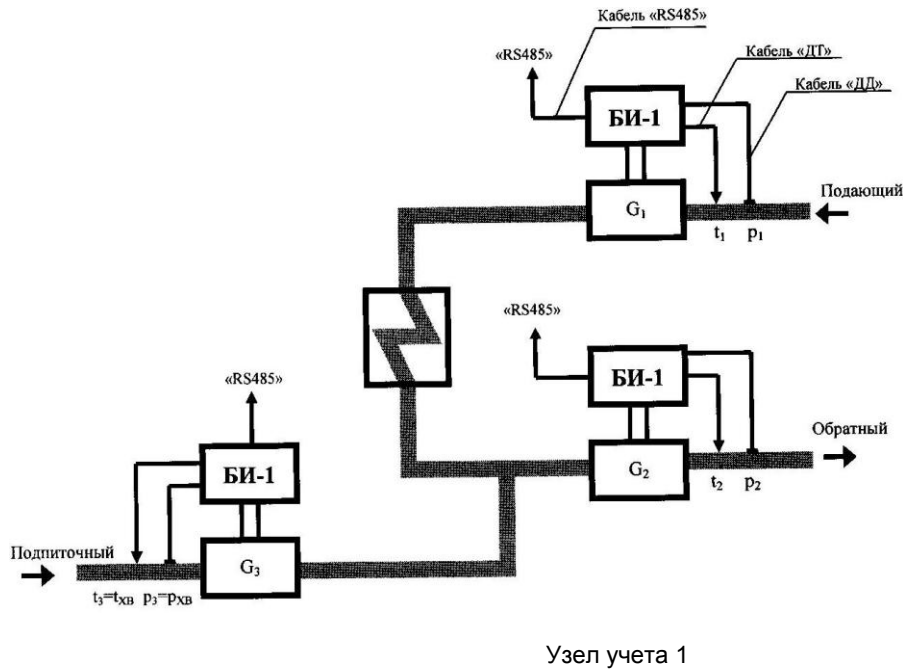 Кабель «RS485»
«RS485»
Кабель «ДТ»
Кабель «ДД»
БИ-1
Подающий
G₁
t₁ p₁
«RS485»
БИ-1
«RS485»
Обратный
G₂
БИ-1
t₂ p₂
Подпиточный
G₃
t₃=tХВ p₃=pХВ
Узел учета 1